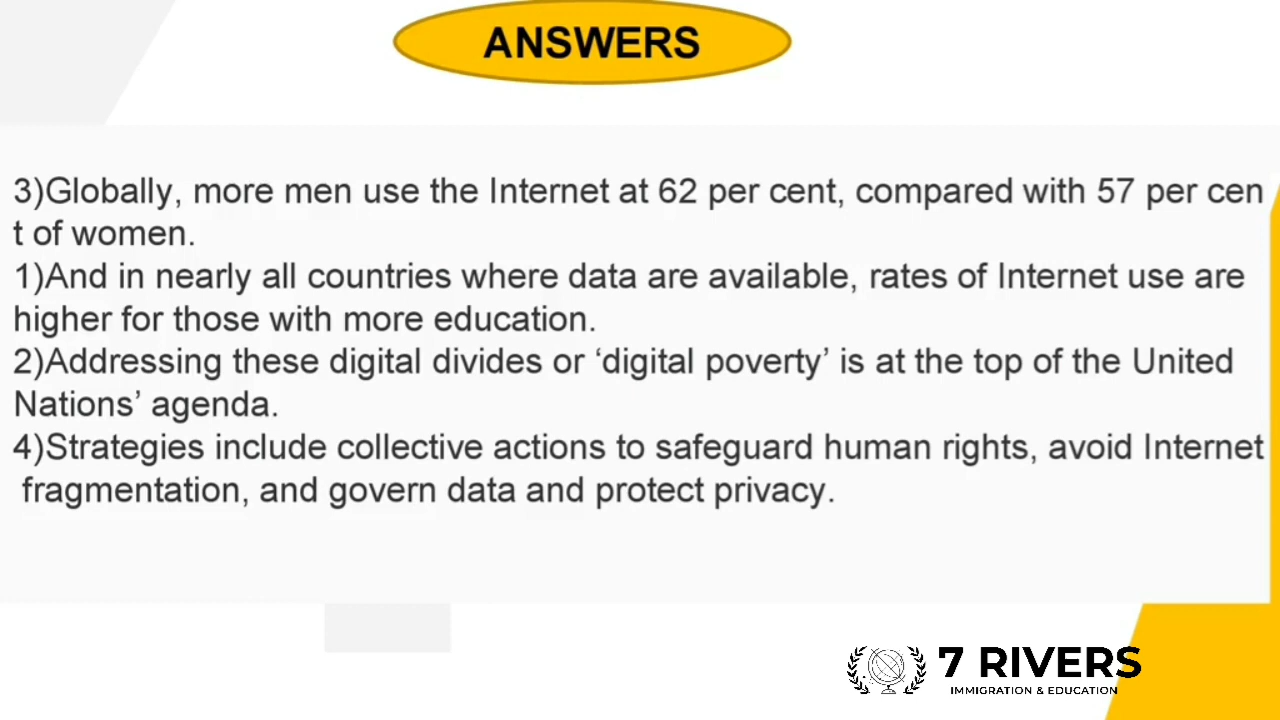 ANSWERS
3)Globally, more men use the Internet at 62 per cent, compared with 57 per cen
t of women.
1)And in nearly all countries where data are available, rates of Internet use are
higher for those with more education.
2)Addressing these digital divides or ‘digital poverty’ is at the top of the United
Nations’ agenda.
4)Strategies include collective actions to safeguard human rights, avoid Internet
fragmentation, and govern data and protect privacy.
7 RIVERS
IMMIGRATION & EDUCATION